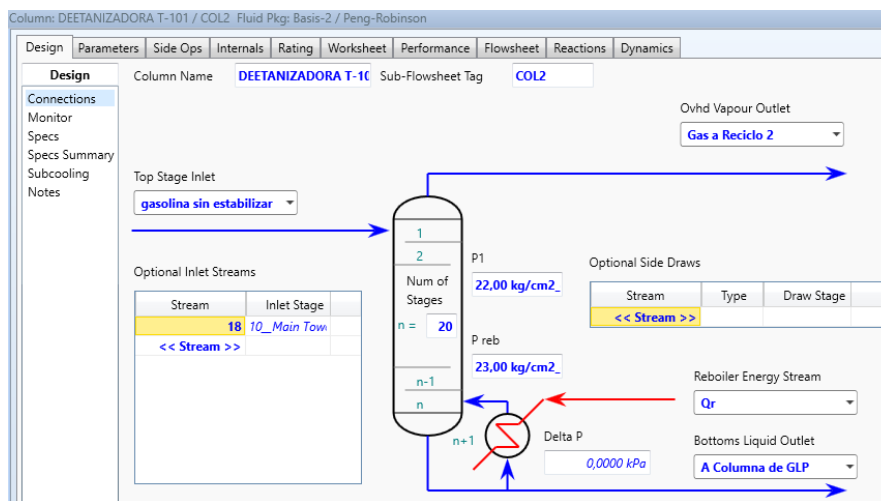 Column: DEETANIZADORA T-101 / COL2 Fluid Pkg: Basis-2 / Peng-Robinson
Design Parameters Side Ops Internals Rating Worksheet Performance Flowsheet Reactions Dynamics
Design
Connections
Monitor
Specs
Specs Summary
Subcooling
Notes
Column Name DEETANIZADORA T-10 Sub-Flowsheet Tag COL2
Ovhd Vapour Outlet
Gas a Reciclo 2
Top Stage Inlet
gasolina sin estabilizar
1
2
Num of
Stages
n = 20
n-1
n
n+1
P1
22,00 kg/cm2_
P reb
23,00 kg/cm2_
Optional Inlet Streams
Stream Inlet Stage
18 10__Main Tow
<< Stream >>
Optional Side Draws
Stream Type Draw Stage
<< Stream >>
Delta P
0,0000 kPa
Reboiler Energy Stream
Qr
Bottoms Liquid Outlet
A Columna de GLP